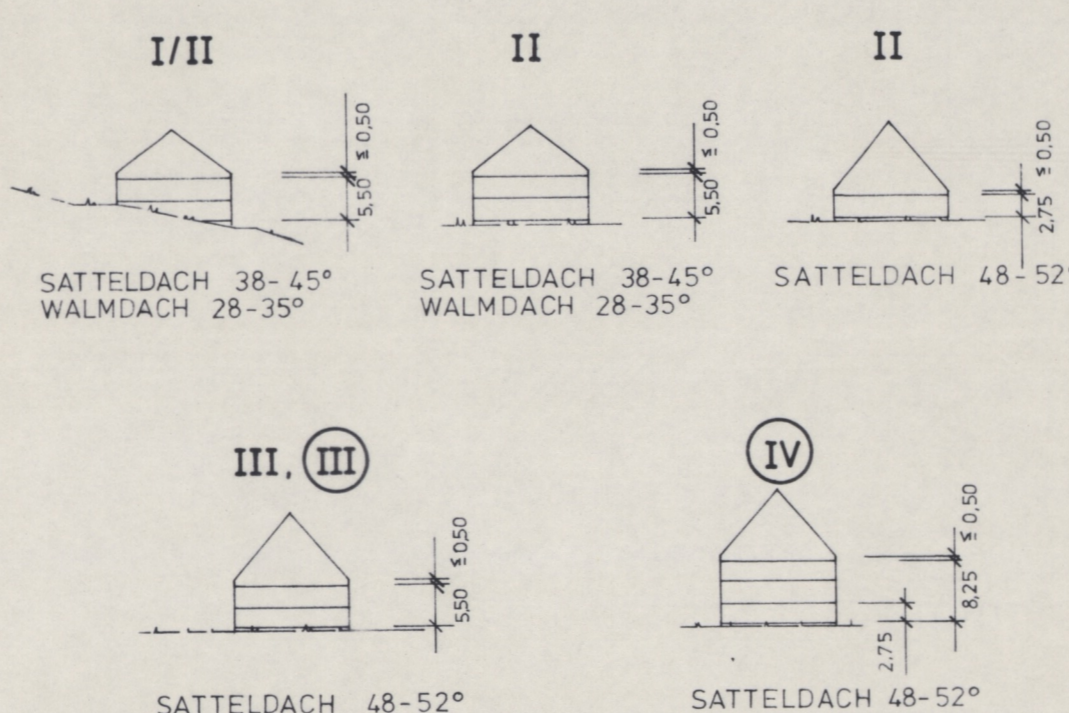 I/II
≤ 0,50
5,50
SATTELDACH 38-45°
WALMDACH 28-35°
II
≤ 0,50
5,50
SATTELDACH 38-45°
WALMDACH 28-35°
II
≤ 0,50
2,75
SATTELDACH 48-52°
III, III
≤ 0,50
5,50
SATTELDACH 48-52°
IV
≤ 0,50
8,25
2.75
SATTELDACH 48-52°